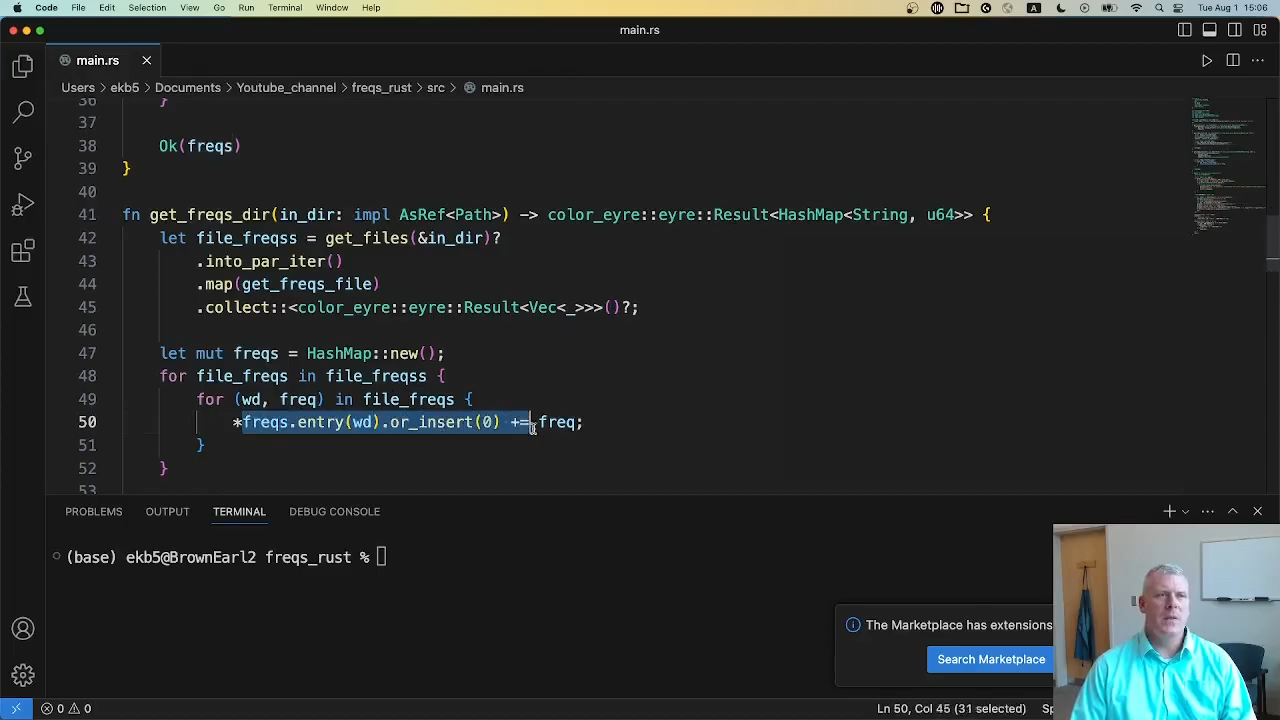 Code File Edit Selection View Go Run Terminal Window Help A Tue Aug 1 15:05
main.rs
main.rs
Users > ekb5 > Documents > Youtube_channel > freqs_rust > src > main.rs
36 }
37
38 Ok(freqs)
39 }
40
41 fn get_freqs_dir(in_dir: impl AsRef<Path>) -> color_eyre::eyre::Result<HashMap<String, u64>> {
42 let file_freqss = get_files(&in_dir)?
43 .into_par_iter()
44 .map(get_freqs_file)
45 .collect::<color_eyre::eyre::Result<Vec<_>>>()?;
46
47 let mut freqs = HashMap::new();
48 for file_freqs in file_freqss {
49 for (wd, freq) in file_freqs {
50 *freqs.entry(wd).or_insert(0) += freq;
51 }
52 }
53
PROBLEMS OUTPUT TERMINAL DEBUG CONSOLE
(base) ekb5@BrownEarl2 freqs_rust %
The Marketplace has extensions
Search Marketplace
0 0 Ln 50, Col 45 (31 selected) Sp